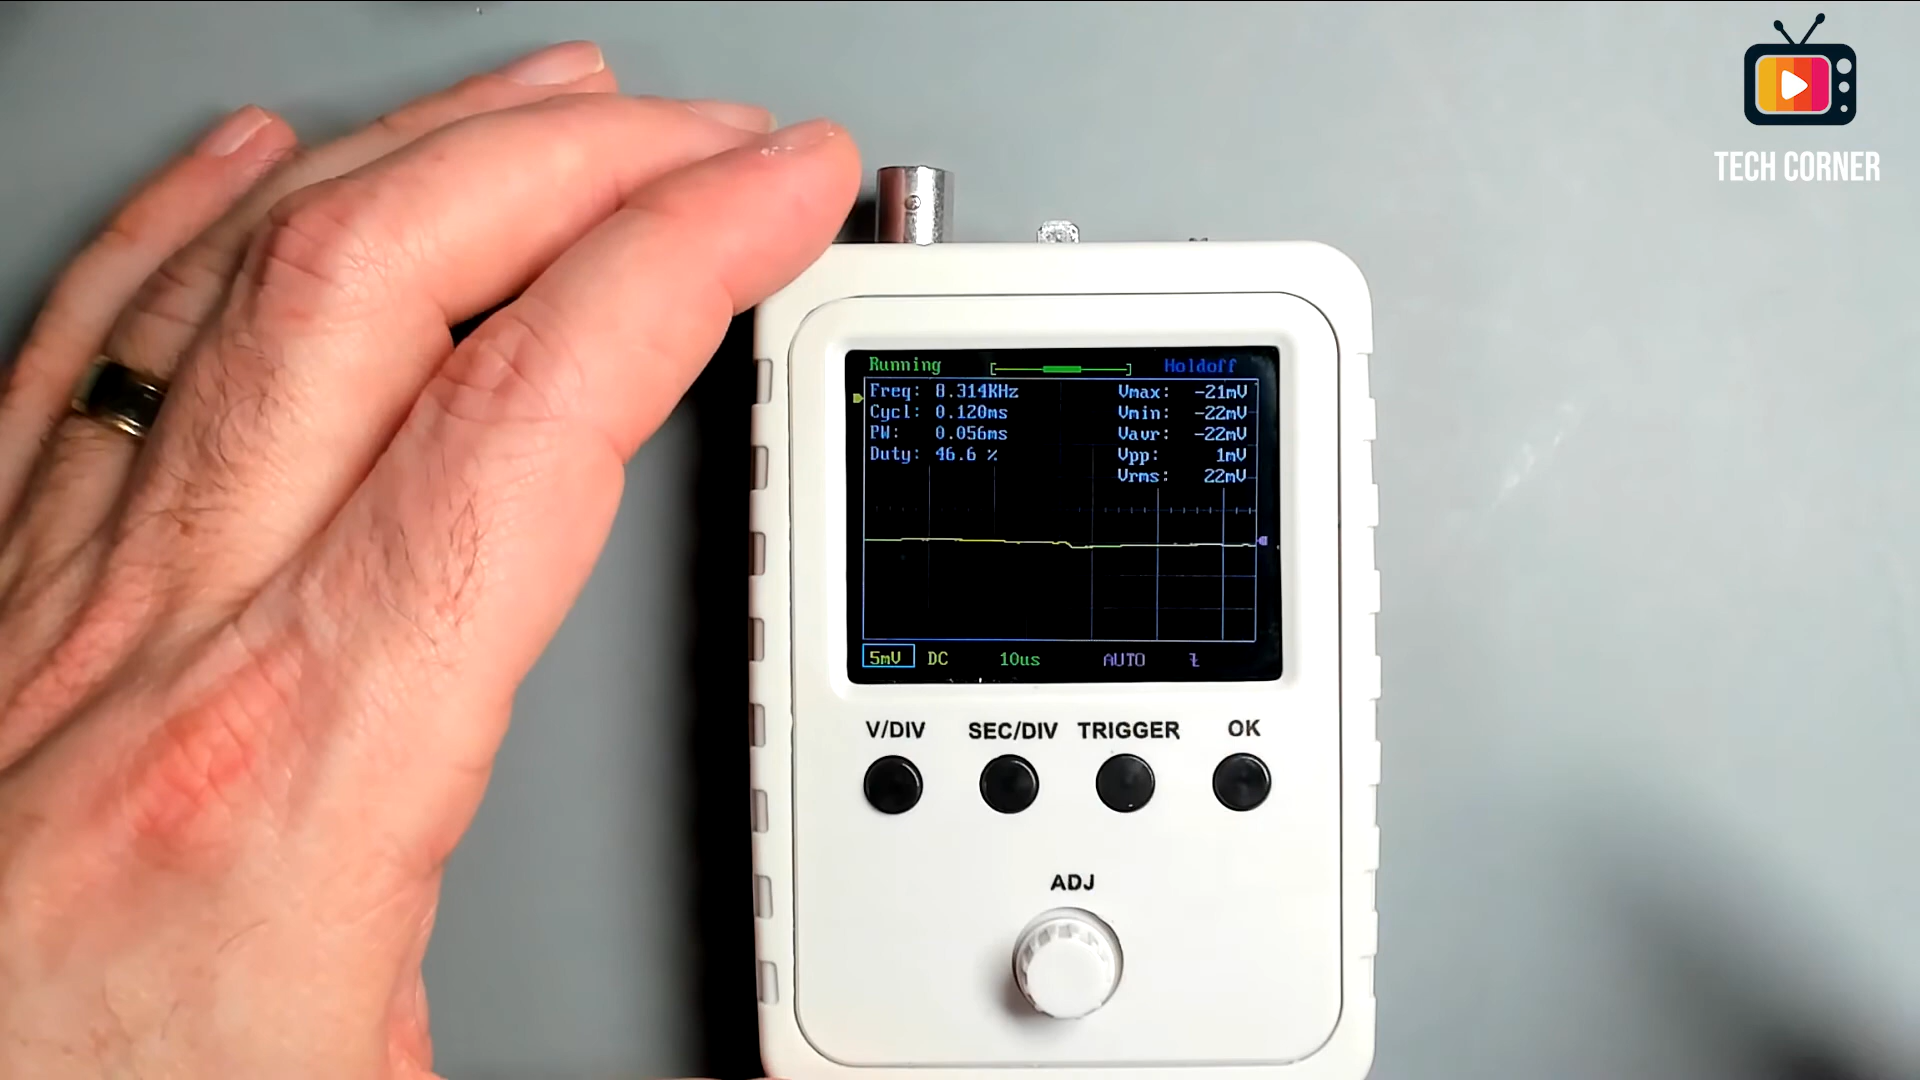 TECH CORNER
Running
Holdoff
Freq: 8.314KHz
Cycl: 0.120ms
PW: 0.056ms
Duty: 46.6 %
Vmax: -21mV
Vmin: -22mV
Vavr: -22mV
Vpp: 1mV
Vrms: 22mV
5mV DC 10us AUTO
V/DIV SEC/DIV TRIGGER OK
ADJ